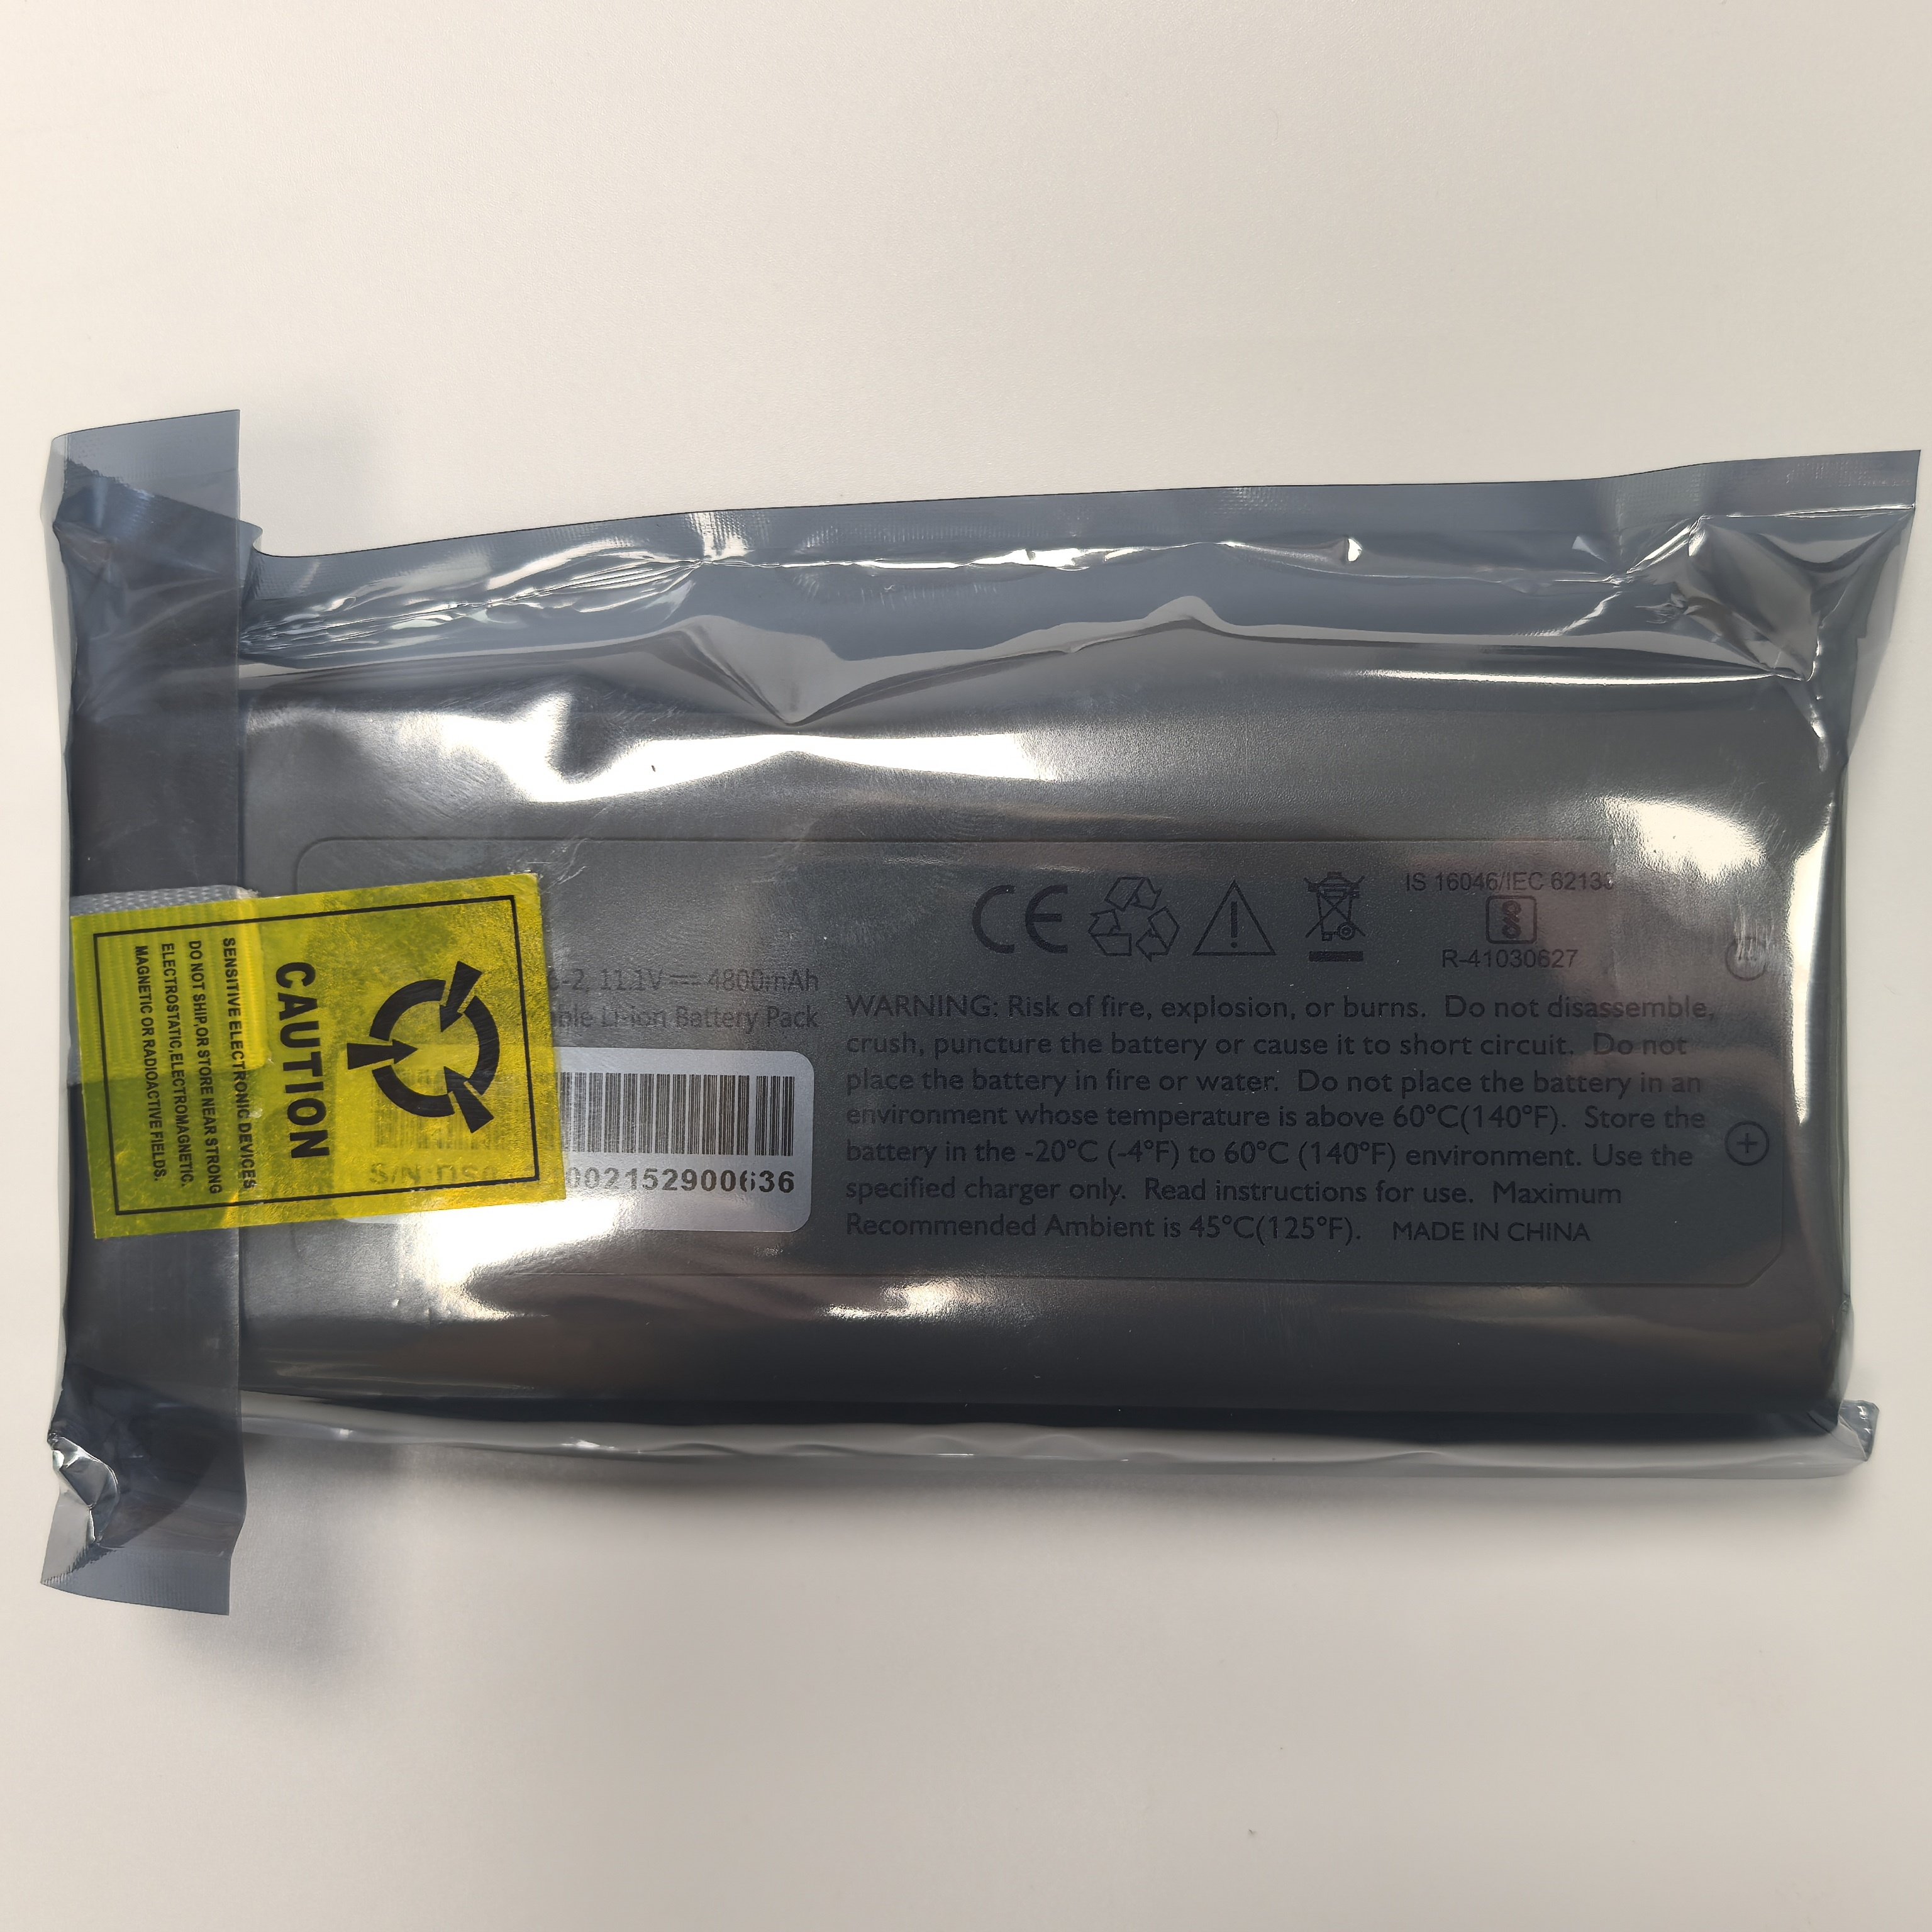 CAUTION
SENSITIVE ELECTRONIC DEVICES
DO NOT SHIP,OR STORE NEAR STRONG
ELECTROSTATIC,ELECTROMAGNETIC.
MAGNETIC OR RADIOACTIVE FIELDS.
-2, 11.1V 4800mAh
Li-ion Battery Pack
S/N
002152900636
CE
IS 16046/IEC 62133
R-41030627
WARNING: Risk of fire, explosion, or burns. Do not disassemble,
crush, puncture the battery or cause it to short circuit. Do not
place the battery in fire or water. Do not place the battery in an
environment whose temperature is above 60°C(140°F). Store the
battery in the -20°C (-4°F) to 60°C (140°F) environment. Use the
specified charger only. Read instructions for use. Maximum
Recommended Ambient is 45°C(125°F). MADE IN CHINA